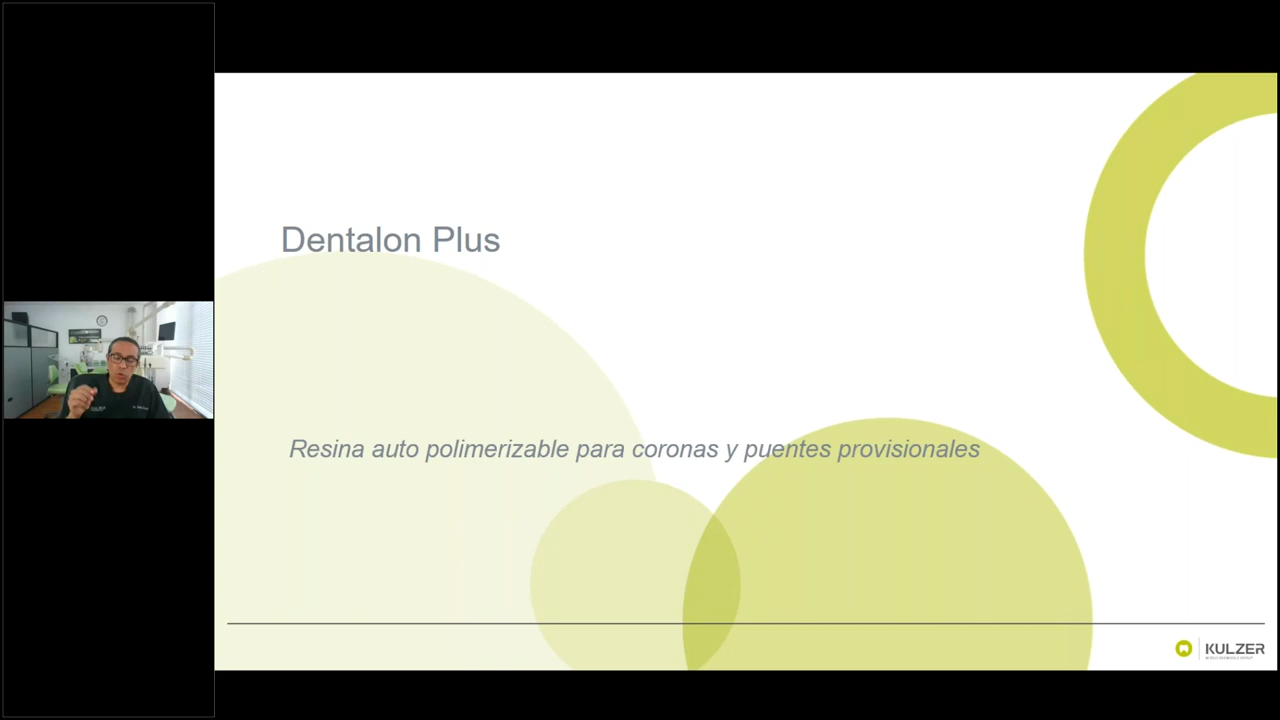 Dentalon Plus
Resina auto polimerizable para coronas y puentes provisionales
KULZER